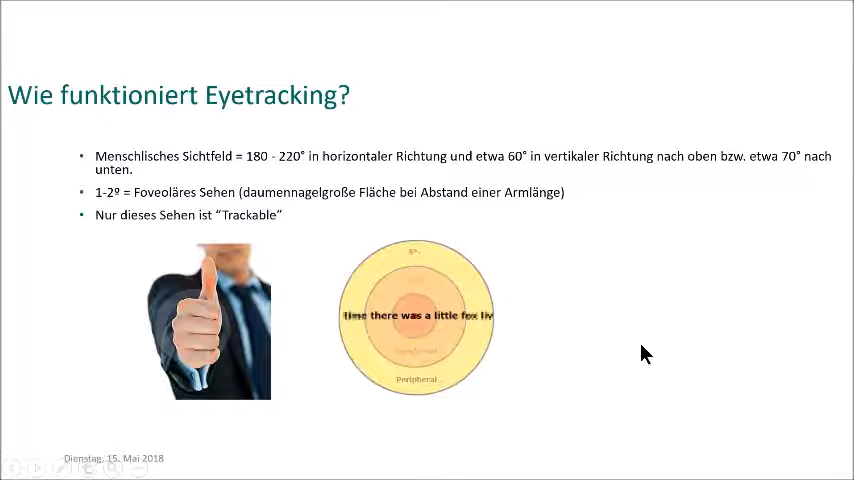 Wie funktioniert Eyetracking?
Menschlisches Sichtfeld = 180 - 220° in horizontaler Richtung und etwa 60° in vertikaler Richtung nach oben bzw. etwa 70° nach
unten.
1-2º = Foveoläres Sehen (daumennagelgroße Fläche bei Abstand einer Armlänge)
Nur dieses Sehen ist “Trackable”
5°-
time there was a little fox liv
Peripheral
Dienstag, 15. Mai 2018